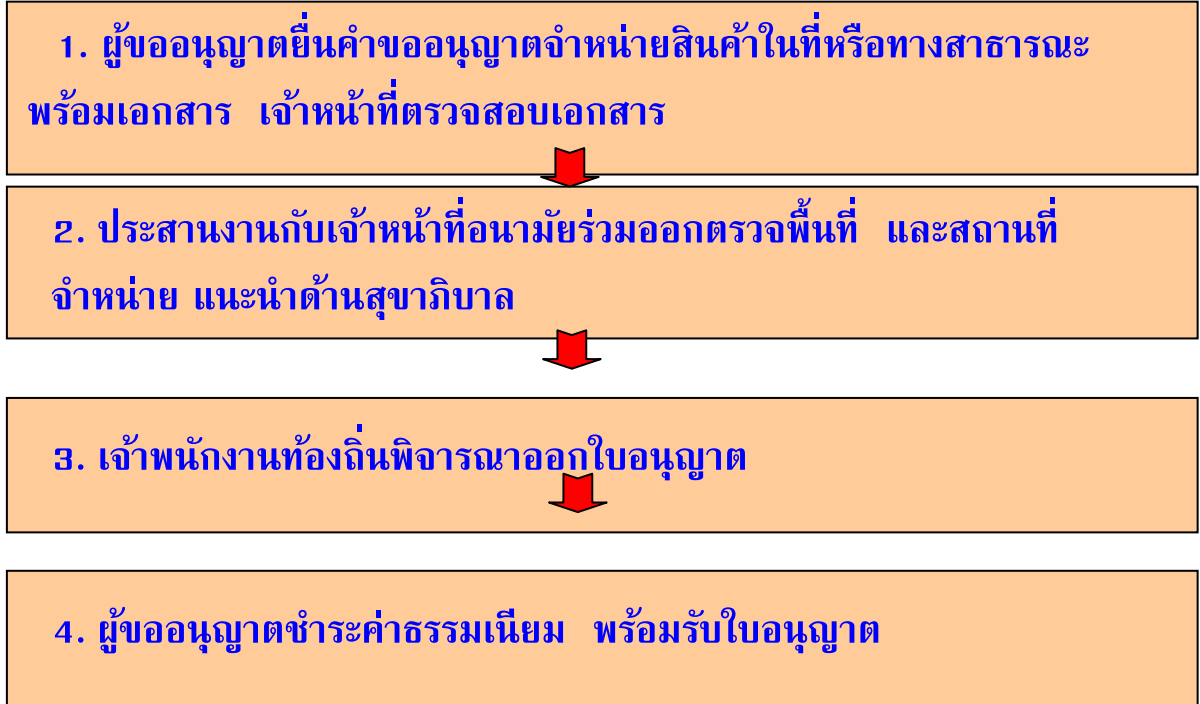 1. ผู้ขออนุญาตยื่นคำขออนุญาตจำหน่ายสินค้าในที่หรือทางสาธารณะ
พร้อมเอกสาร เจ้าหน้าที่ตรวจสอบเอกสาร
2. ประสานงานกับเจ้าหน้าที่อนามัยร่วมออกตรวจพื้นที่ และสถานที่
จำหน่าย แนะนำด้านสุขาภิบาล
3. เจ้าพนักงานท้องถิ่นพิจารณาออกใบอนุญาต
4. ผู้ขออนุญาตชำระค่าธรรมเนียม พร้อมรับใบอนุญาต